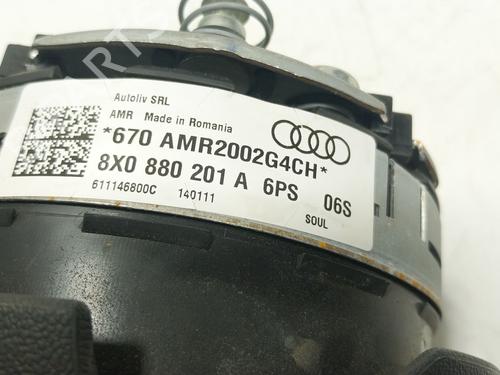 Autoliv SRL
AMR Made in Romania
*670 AMR2002G4CH*
8X0 880 201 A 6PS 06S
611146800C 140111
SOUL